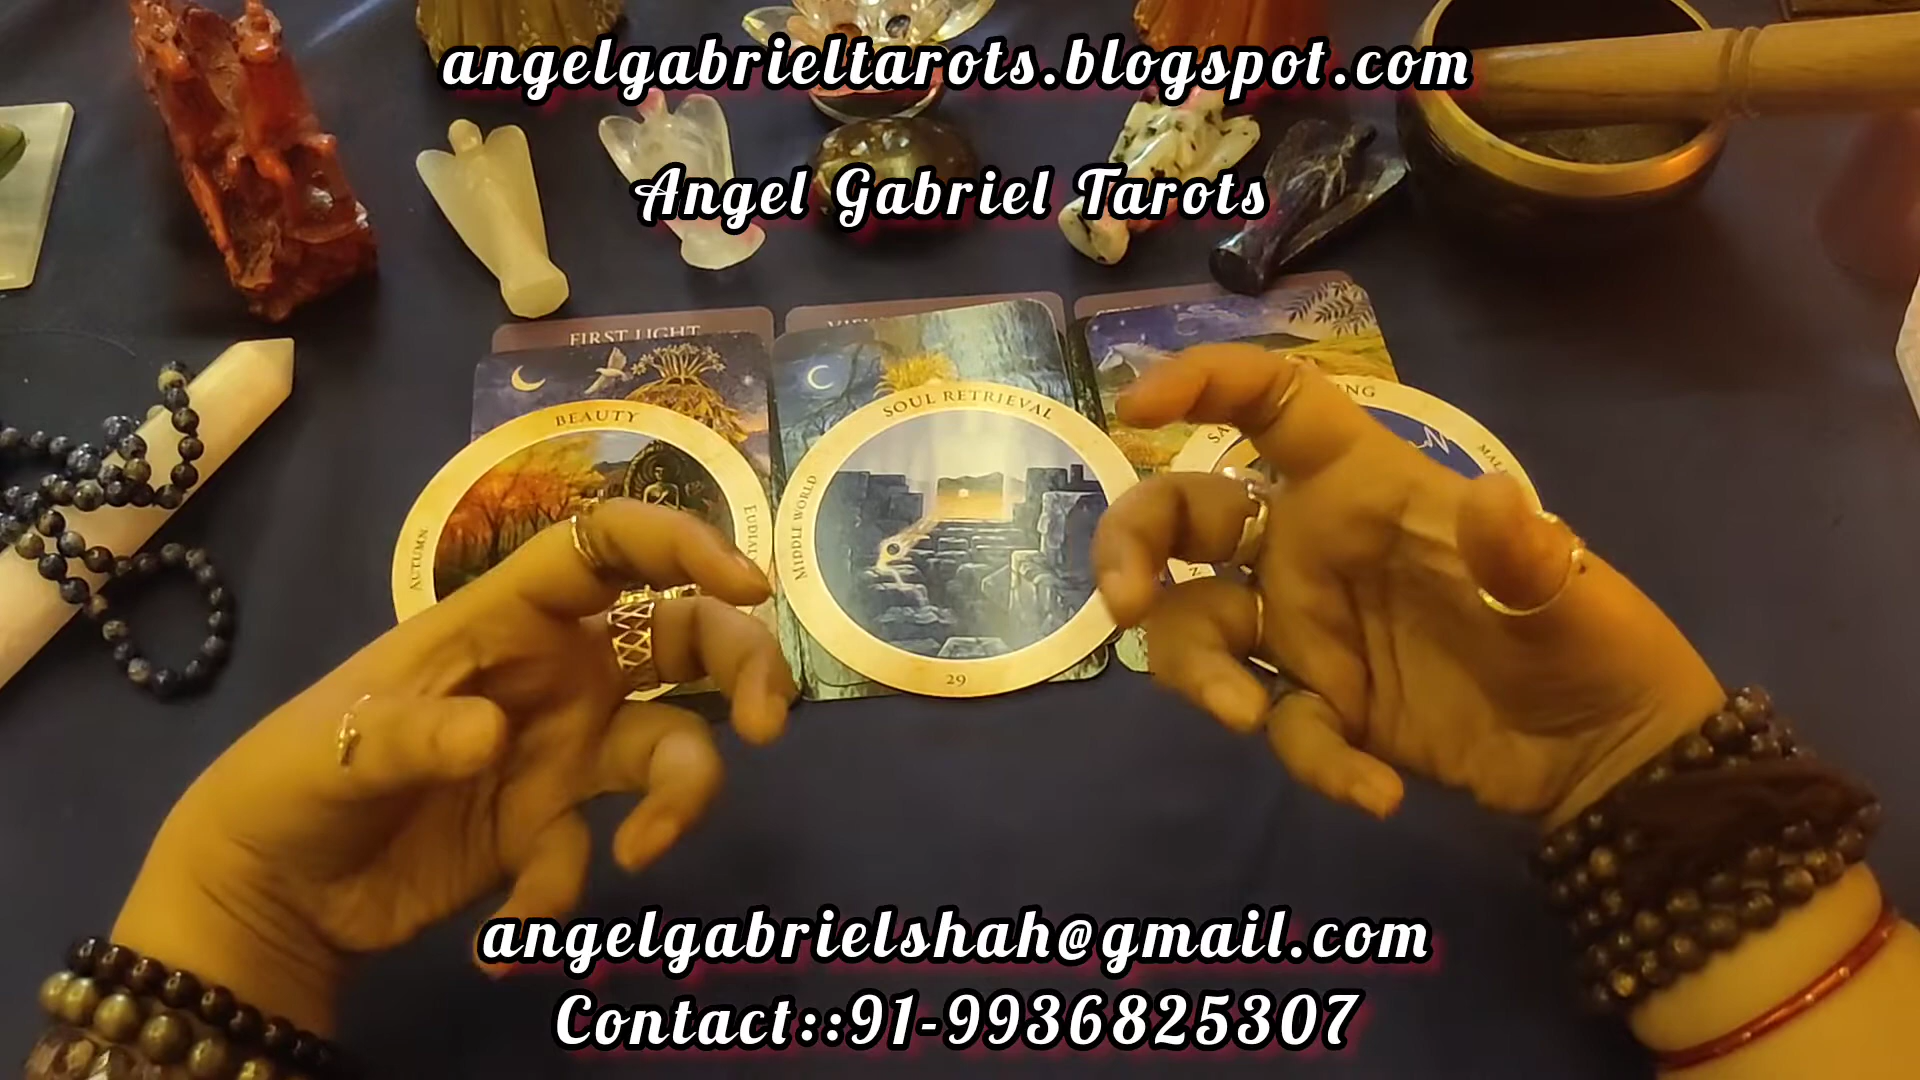 angelgabrieltarots.blogspot.com
Angel Gabriel Tarots
FIRST LIGHT
BEAUTY
AUTUMN
SOUL RETRIEVAL
MIDDLE WORLD
29
angelgabrielshah@gmail.com
Contact::91-9936825307